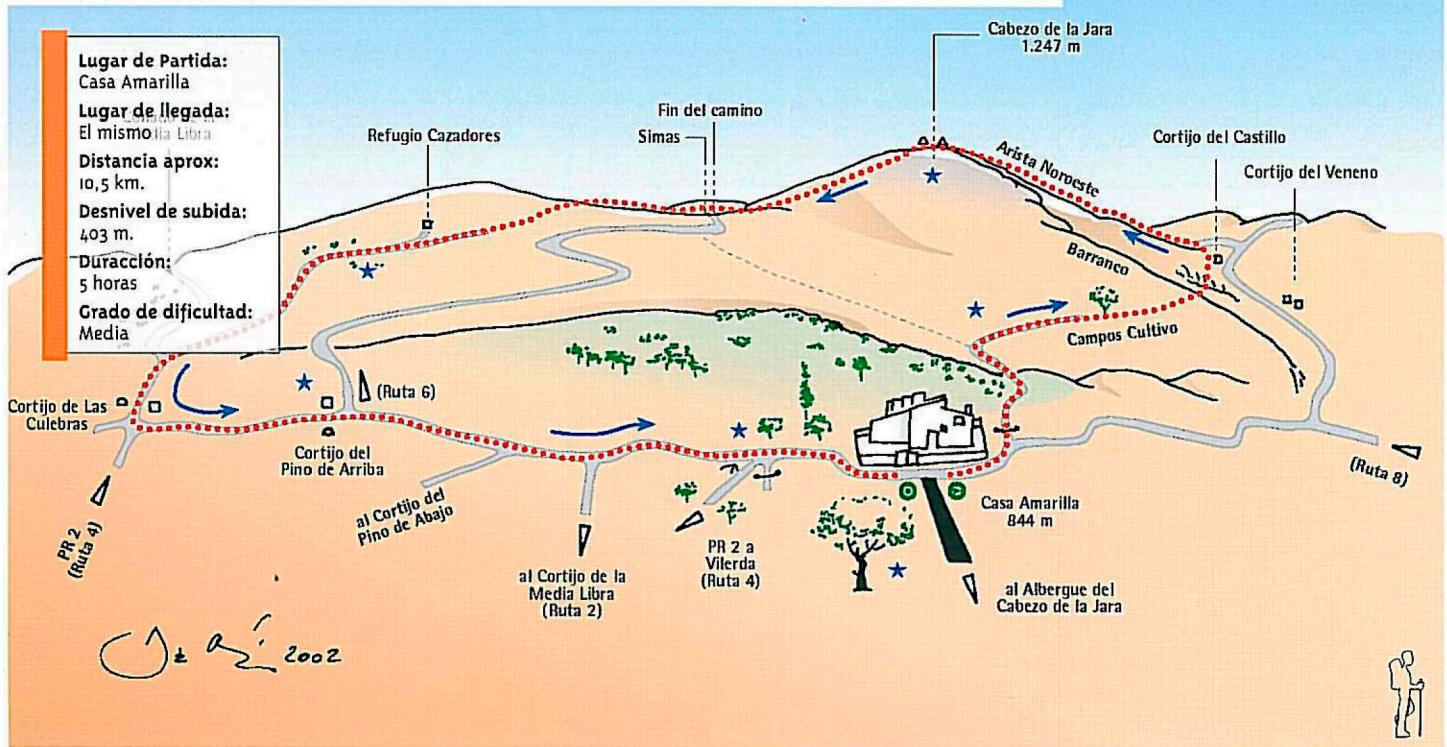 Lugar de Partida:
Casa Amarilla
Lugar de llegada:
El mismo
Distancia aprox:
10,5 km.
Desnivel de subida:
403 m.
Duracción:
5 horas
Grado de dificultad:
Media
dia Libra
Refugio Cazadores
Fin del camino
Simas
Cabezo de la Jara
1.247 m
Arista Noroeste
Cortijo del Castillo
Cortijo del Veneno
Barranco
Campos Cultivo
Cortijo de Las
Culebras
(Ruta 6)
Cortijo del
Pino de Arriba
PR 2
(Ruta 4)
al Cortijo del
Pino de Abajo
al Cortijo de la
Media Libra
(Ruta 2)
PR 2 a
Vilerda
(Ruta 4)
Casa Amarilla
844 m
al Albergue del
Cabezo de la Jara
(Ruta 8)
2002